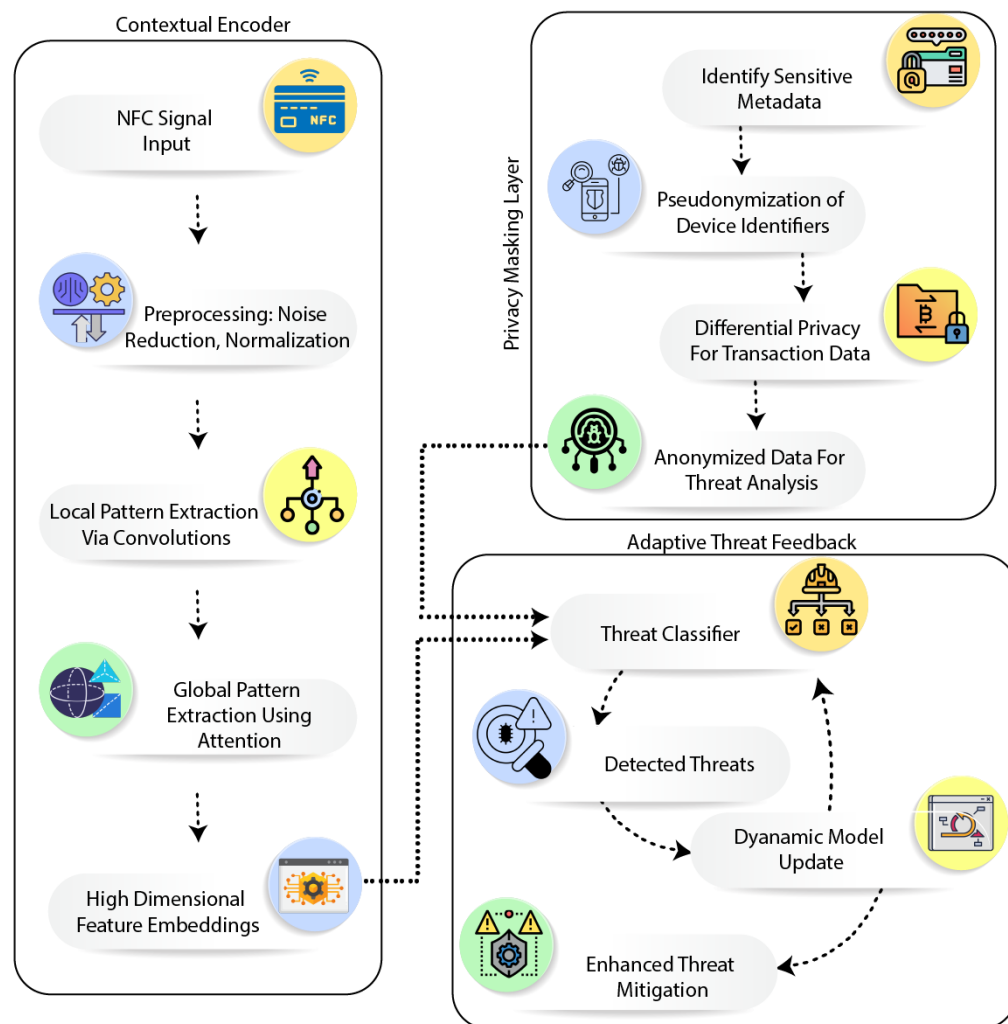 Contextual Encoder
NFC Signal
Input
NFC
Preprocessing: Noise
Reduction, Normalization
Local Pattern Extraction
Via Convolutions
Global Pattern
Extraction Using
Attention
High Dimensional
Feature Embeddings
Privacy Masking Layer
Identify Sensitive
Metadata
@
Pseudonymization of
Device Identifiers
Differential Privacy
For Transaction Data
Anonymized Data For
Threat Analysis
Adaptive Threat Feedback
Threat Classifier
Detected Threats
Dyanamic Model
Update
Enhanced Threat
Mitigation